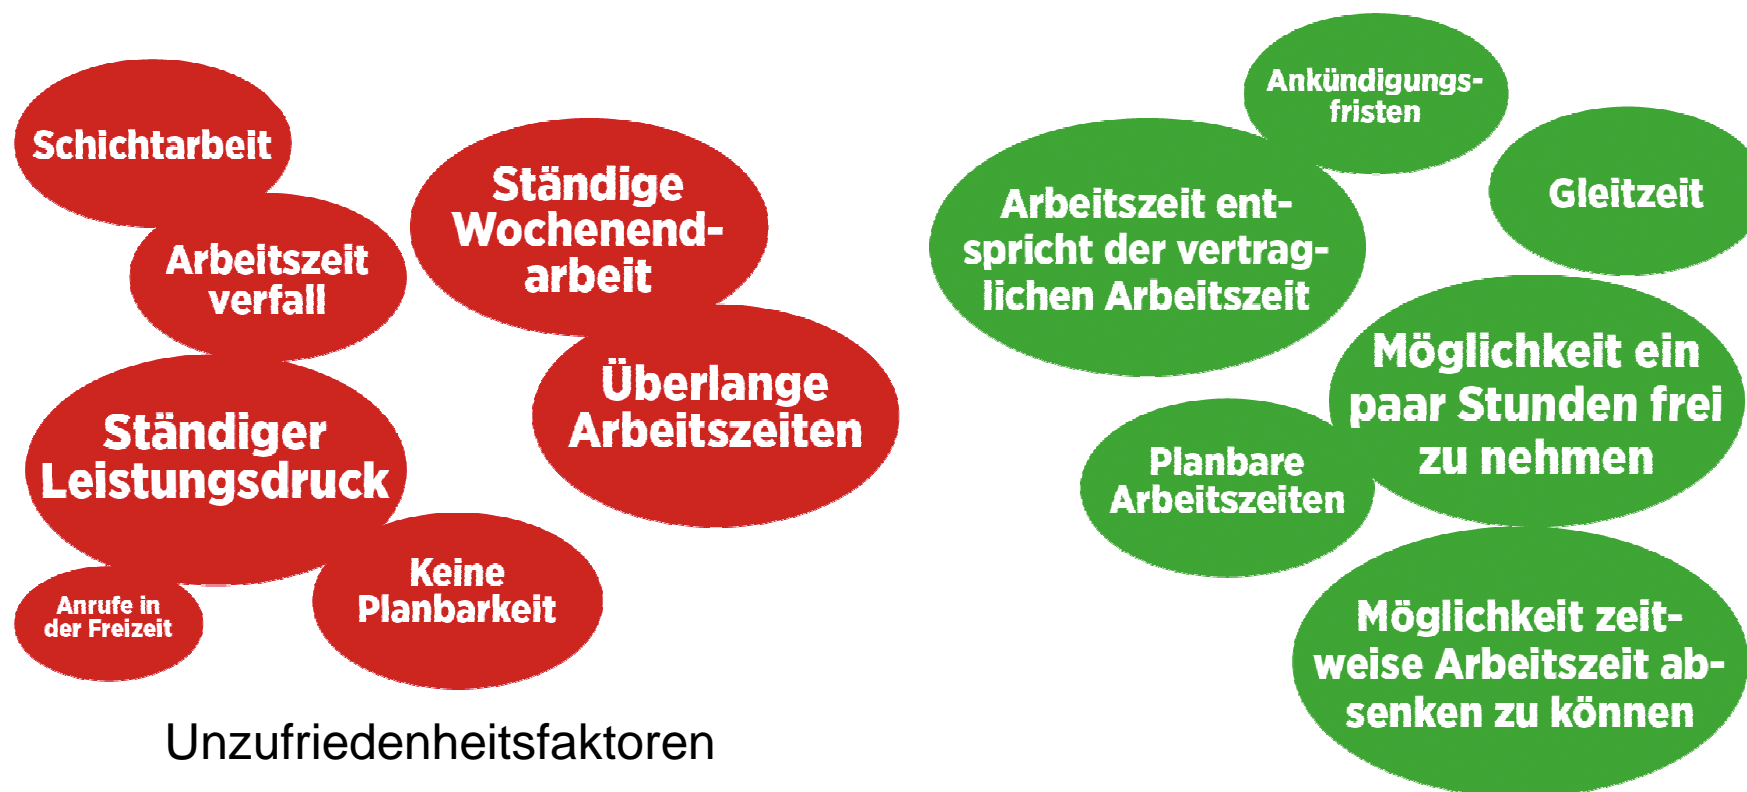 Schichtarbeit
Arbeitszeit
verfall
Ständige
Wochenend-
arbeit
Überlange
Arbeitszeiten
Ständiger
Leistungsdruck
Keine
Planbarkeit
Anrufe in
der Freizeit
Unzufriedenheitsfaktoren
Ankündigungs-
fristen
Gleitzeit
Arbeitszeit ent-
spricht der vertrag-
lichen Arbeitszeit
Möglichkeit ein
paar Stunden frei
zu nehmen
Planbare
Arbeitszeiten
Möglichkeit zeit-
weise Arbeitszeit ab-
senken zu können